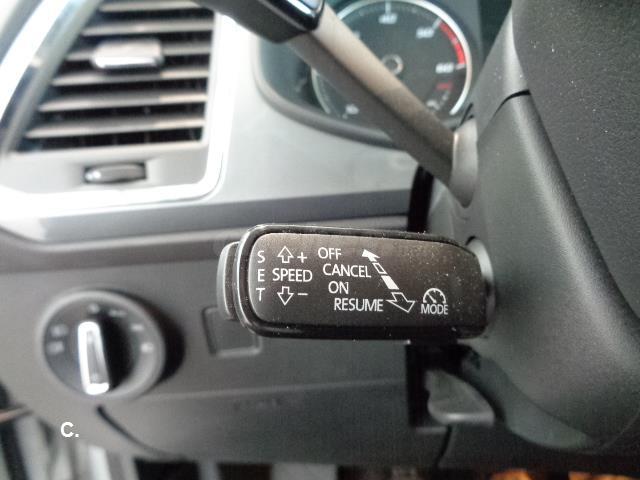 S
E
T
+
SPEED
-
OFF
CANCEL
ON
RESUME
MODE
C.